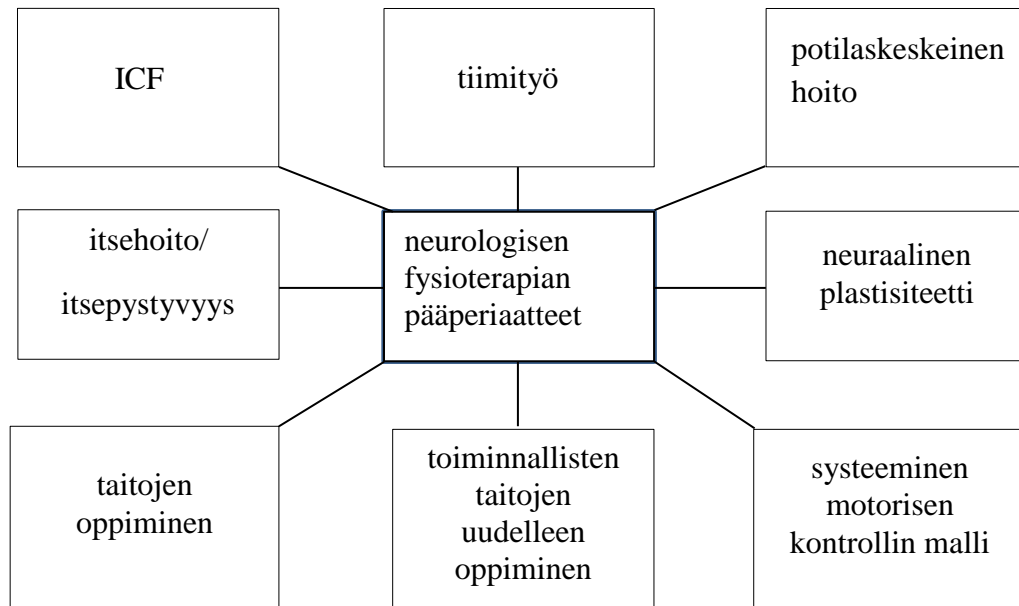 ICF
tiimityö
potilaskeskeinen
hoito
itsehoito/
itsepystyvyys
neurologisen
fysioterapian
pääperiaatteet
neuraalinen
plastisiteetti
taitojen
oppiminen
toiminnallisten
taitojen
uudelleen
oppiminen
systeeminen
motorisen
kontrollin malli